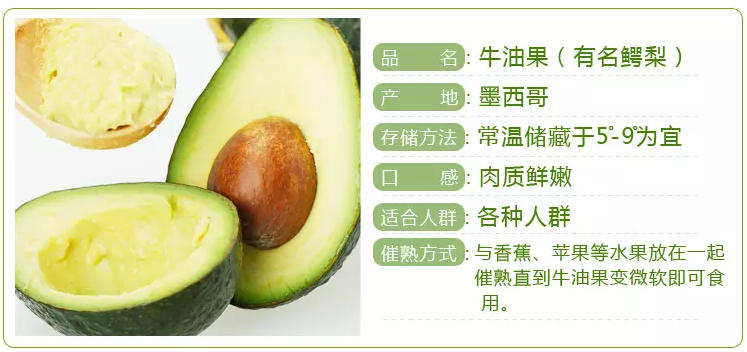 品 名：牛油果（有名鳄梨）
产 地：墨西哥
存储方法：常温储藏于5°-9°为宜
口 感：肉质鲜嫩
适合人群：各种人群
催熟方式：与香蕉、苹果等水果放在一起
催熟直到牛油果变微软即可食
用。